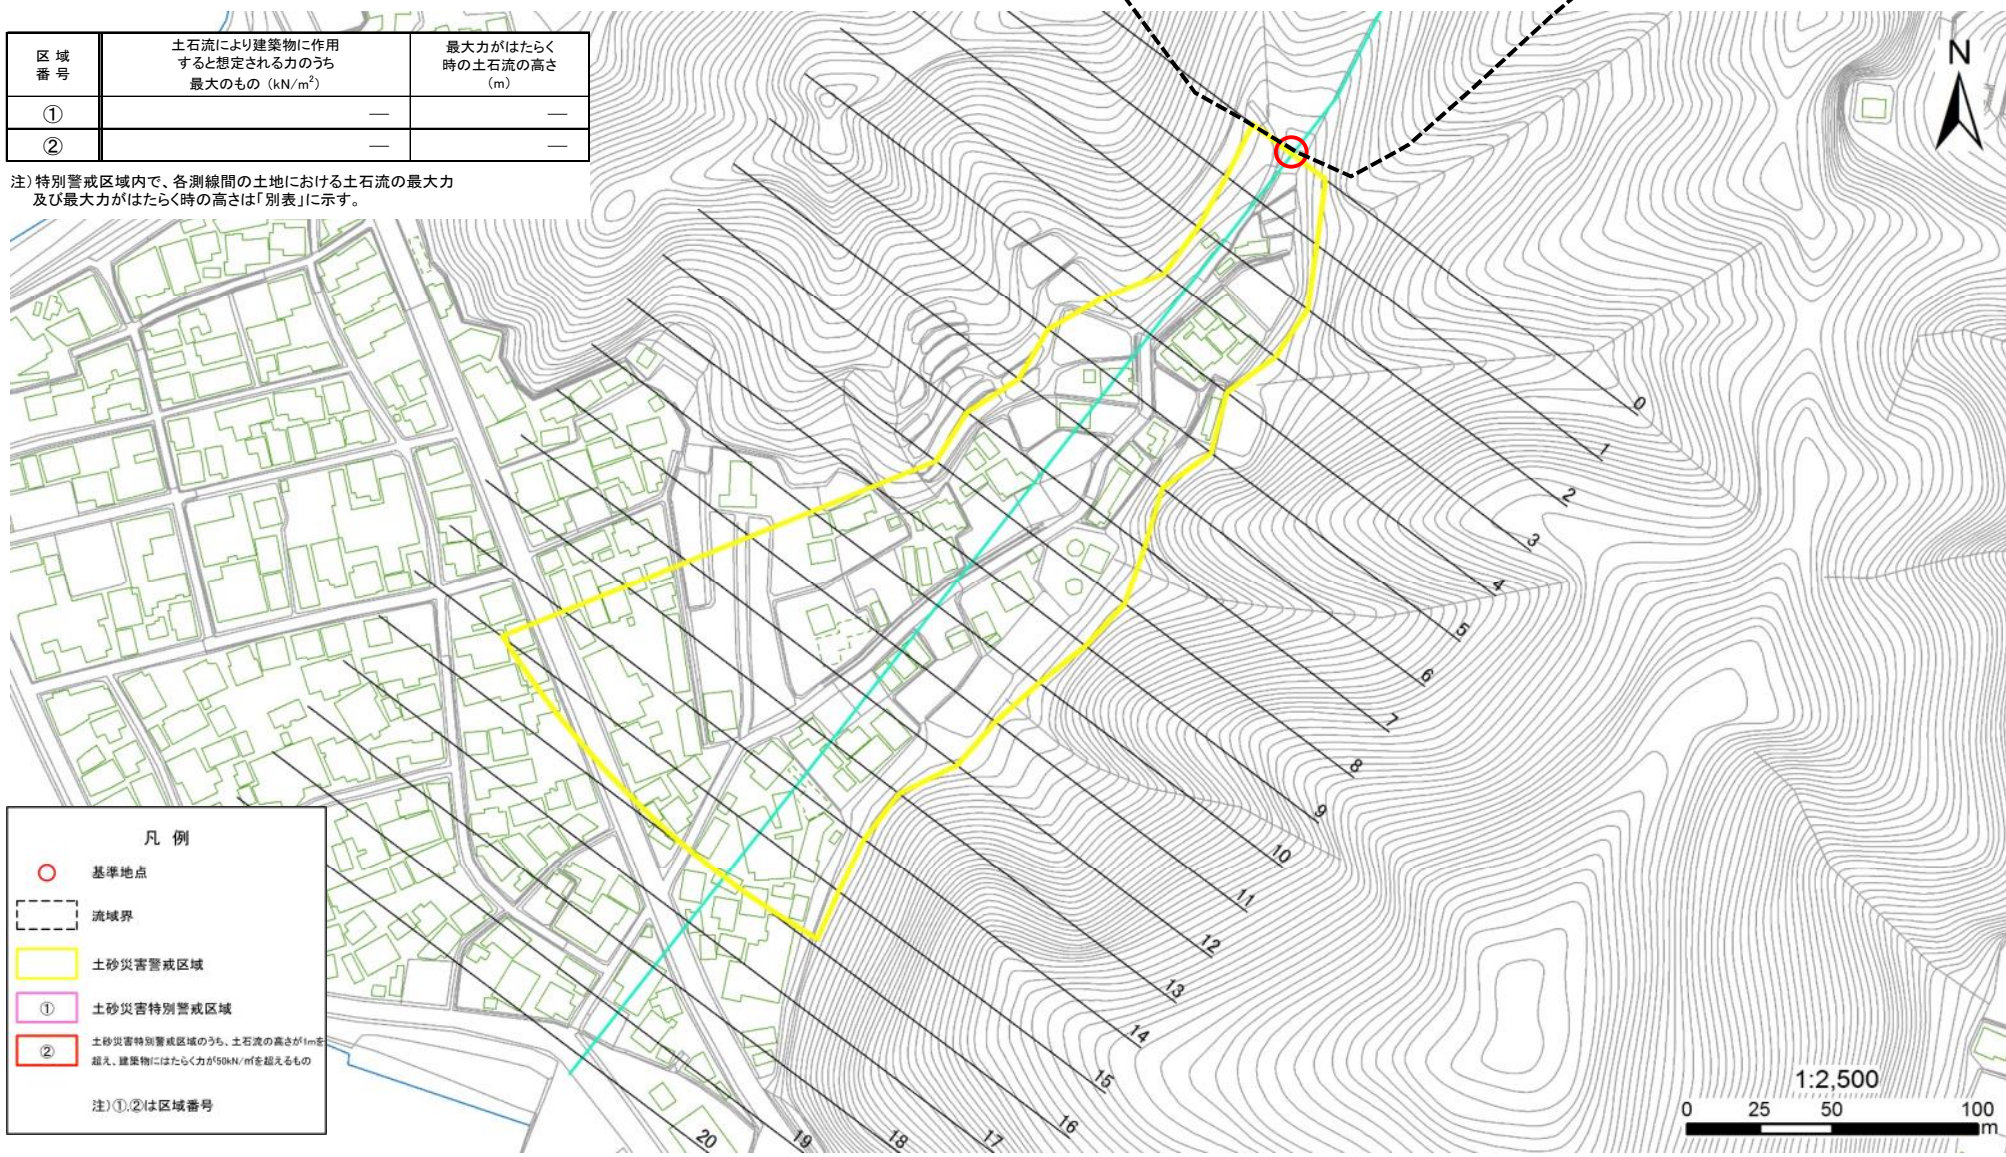 区 域
番 号
土石流により建築物に作用
すると想定される力のうち
最大のもの (kN/m²)
最大力がはたらく
時の土石流の高さ
(m)
① — —
② — —
注)特別警戒区域内で、各測線間の土地における土石流の最大力
及び最大力がはたらく時の高さは「別表」に示す。
N
0
1
2
3
4
5
6
7
8
9
10
11
12
13
14
15
16
17
18
19
20
凡 例
基準地点
流域界
土砂災害警戒区域
① 土砂災害特別警戒区域
② 土砂災害特別警戒区域のうち、土石流の高さが1mを
超え、建築物にはたらく力が50kN/㎡を超えるもの
注)①,②は区域番号
1:2,500
0 25 50 100
m